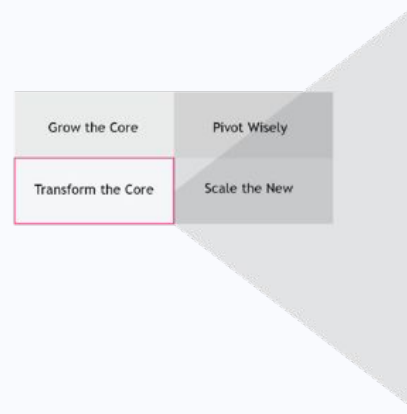 Grow the Core
Pivot Wisely
Transform the Core
Scale the New